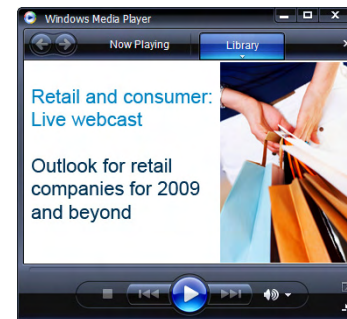 Windows Media Player
Now Playing
Library
Retail and consumer:
Live webcast
Outlook for retail
companies for 2009
and beyond